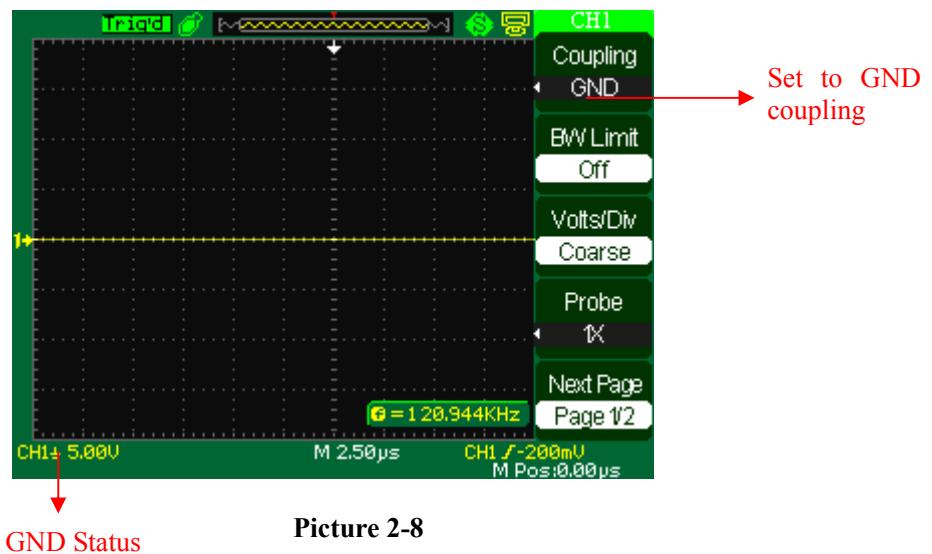 Trig'd
CH1
Coupling
GND
BW Limit
Off
Volts/Div
Coarse
Probe
1X
Next Page
Page 1/2
1
f=120.944KHz
CH1 5.00V
M 2.50µs
CH1 -200mV
M Pos:0.00µs
Set to GND
coupling
GND Status
Picture 2-8